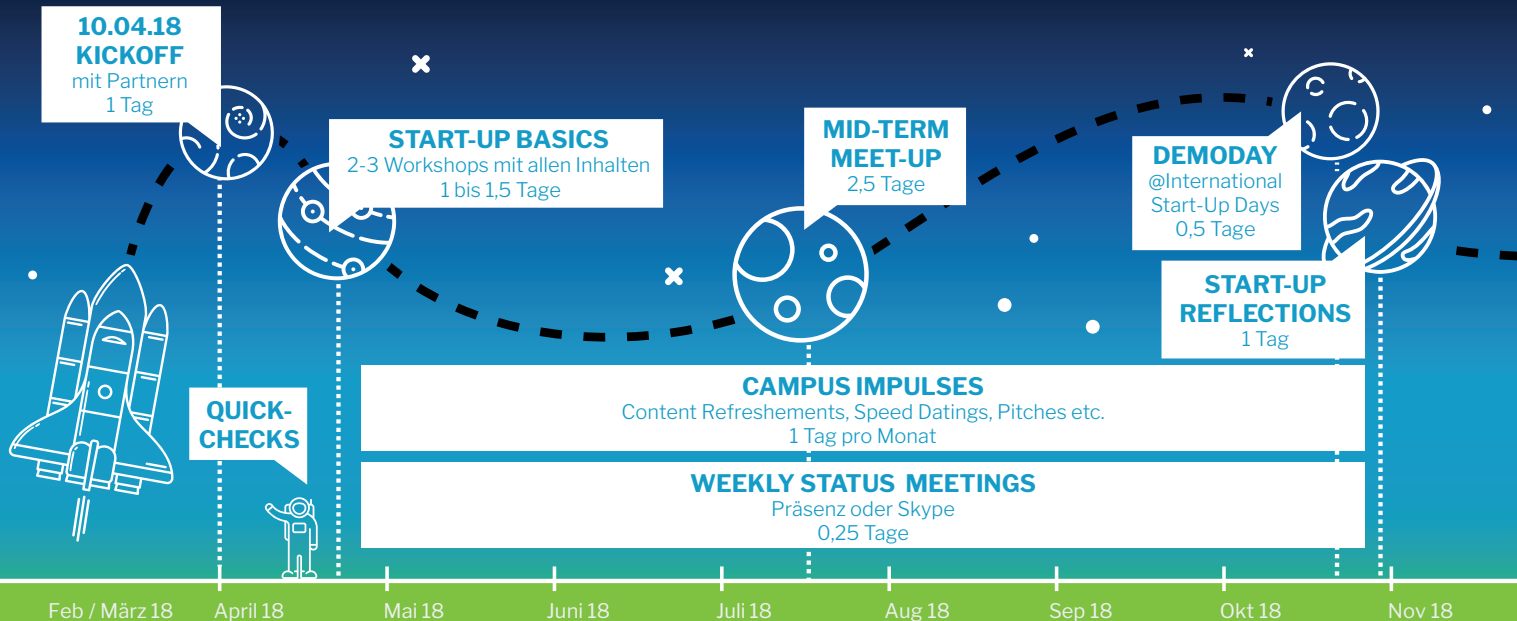 10.04.18
KICKOFF
mit Partnern
1 Tag
START-UP BASICS
2-3 Workshops mit allen Inhalten
1 bis 1,5 Tage
MID-TERM
MEET-UP
2,5 Tage
DEMODAY
@International
Start-Up Days
0,5 Tage
START-UP
REFLECTIONS
1 Tag
QUICK-
CHECKS
CAMPUS IMPULSES
Content Refreshements, Speed Datings, Pitches etc.
1 Tag pro Monat
WEEKLY STATUS MEETINGS
Präsenz oder Skype
0,25 Tage
Feb / März 18 April 18 Mai 18 Juni 18 Juli 18 Aug 18 Sep 18 Okt 18 Nov 18